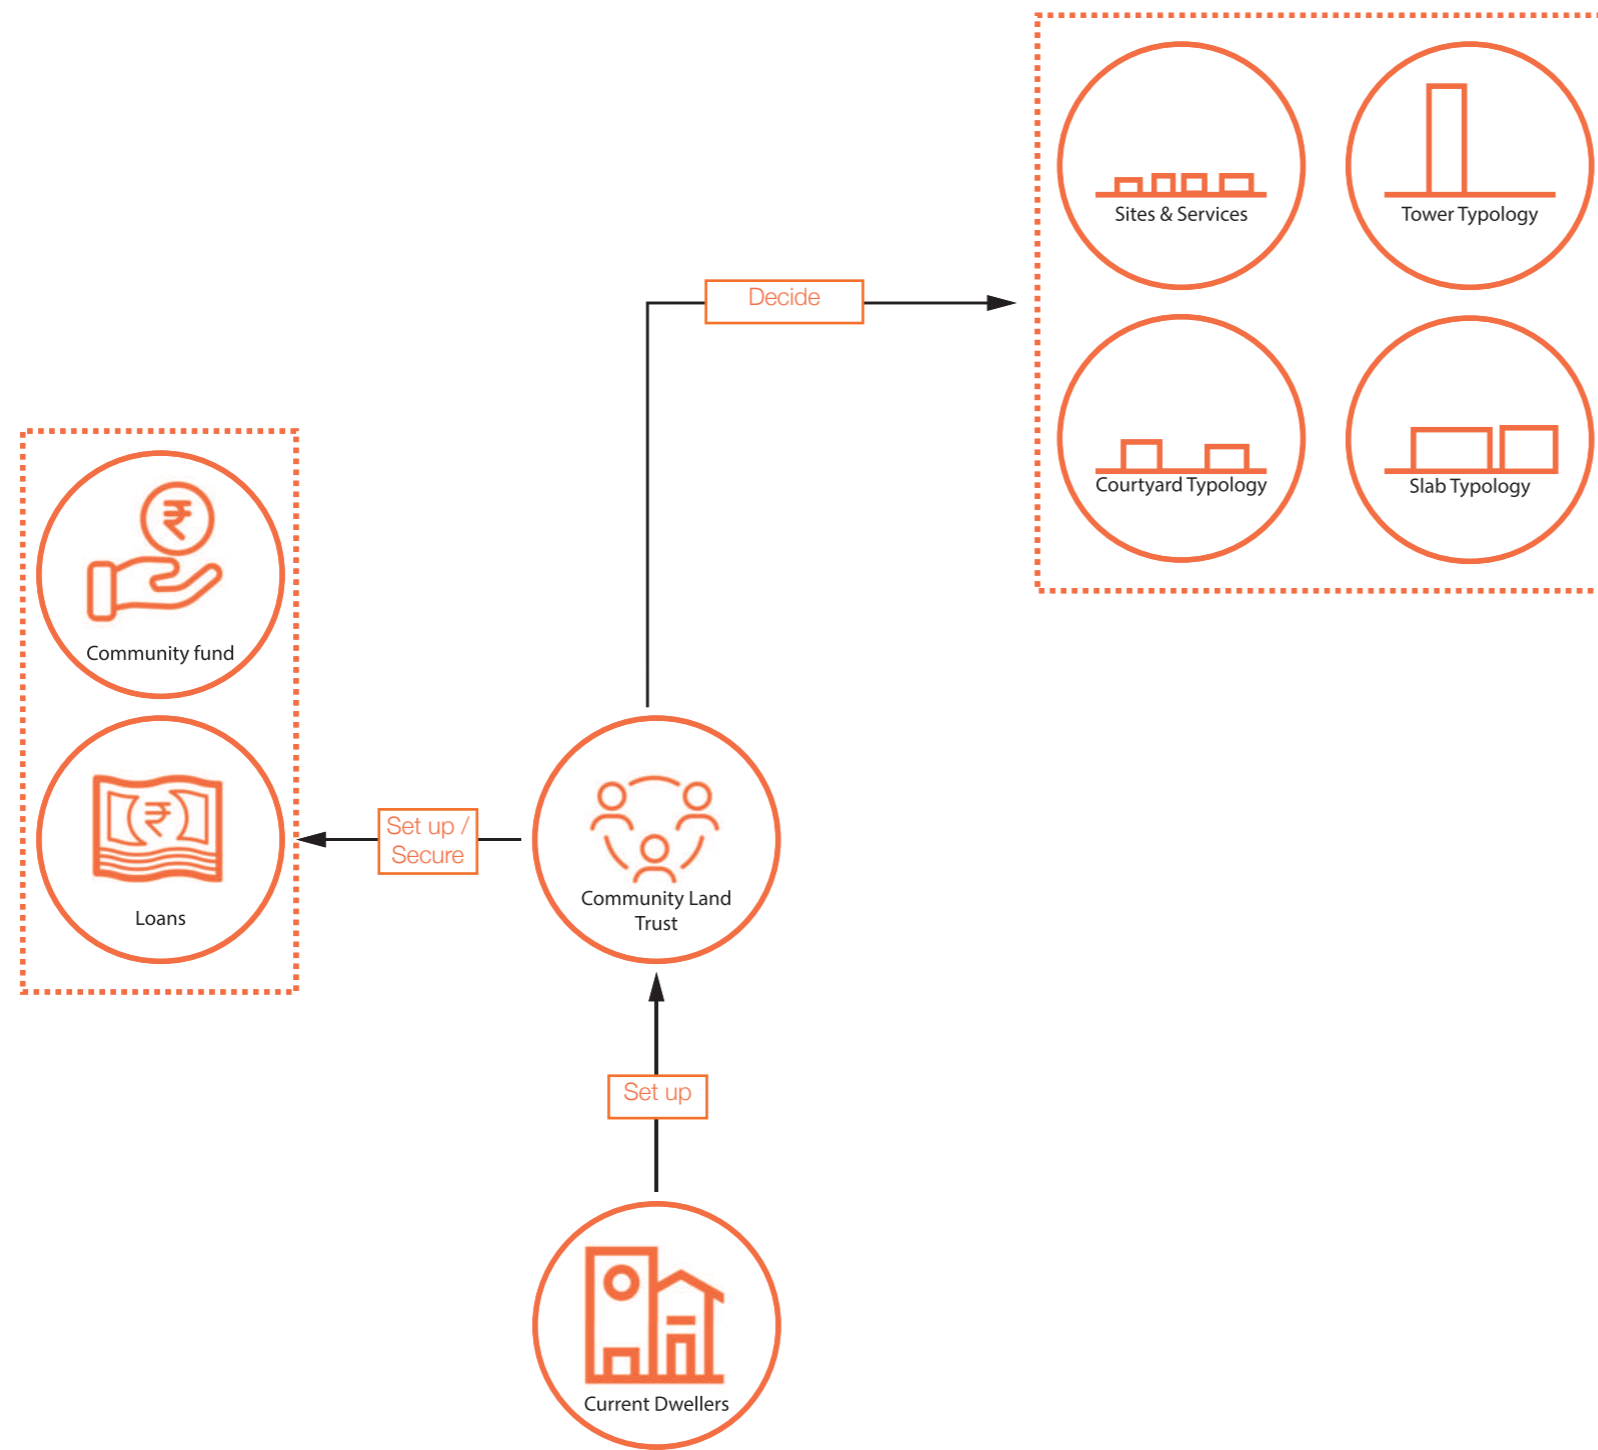 Sites & Services
Tower Typology
Decide
Courtyard Typology
Slab Typology
₹
Community fund
₹
Loans
Set up /
Secure
Community Land
Trust
Set up
Current Dwellers